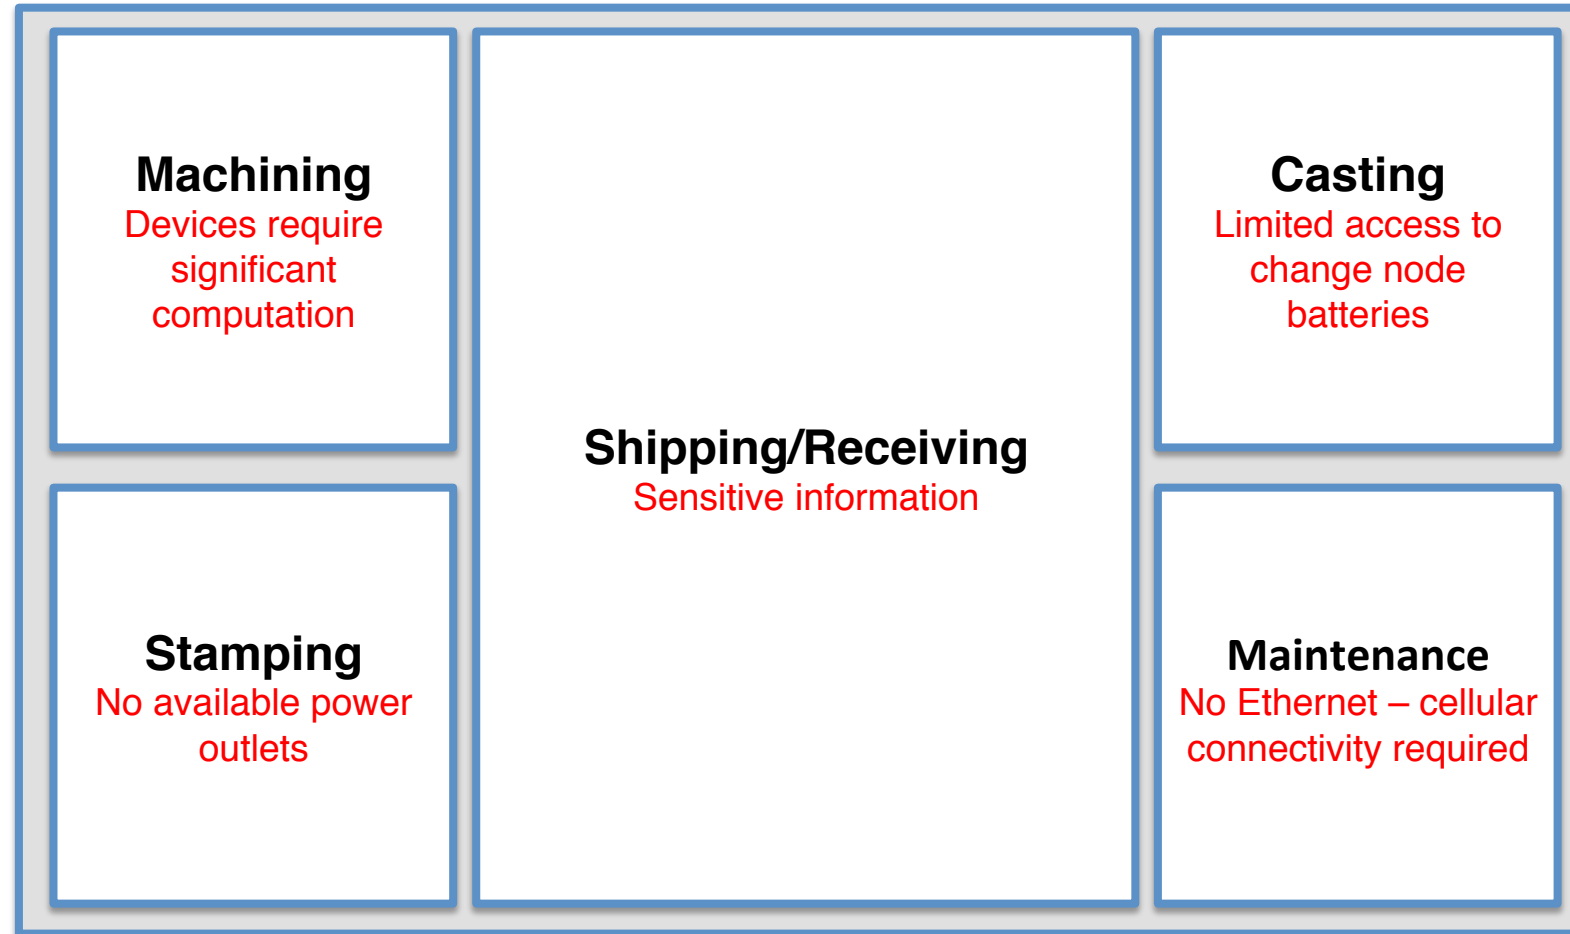 Machining
Devices require
significant
computation
Stamping
No available power
outlets
Shipping/Receiving
Sensitive information
Casting
Limited access to
change node
batteries
Maintenance
No Ethernet – cellular
connectivity required